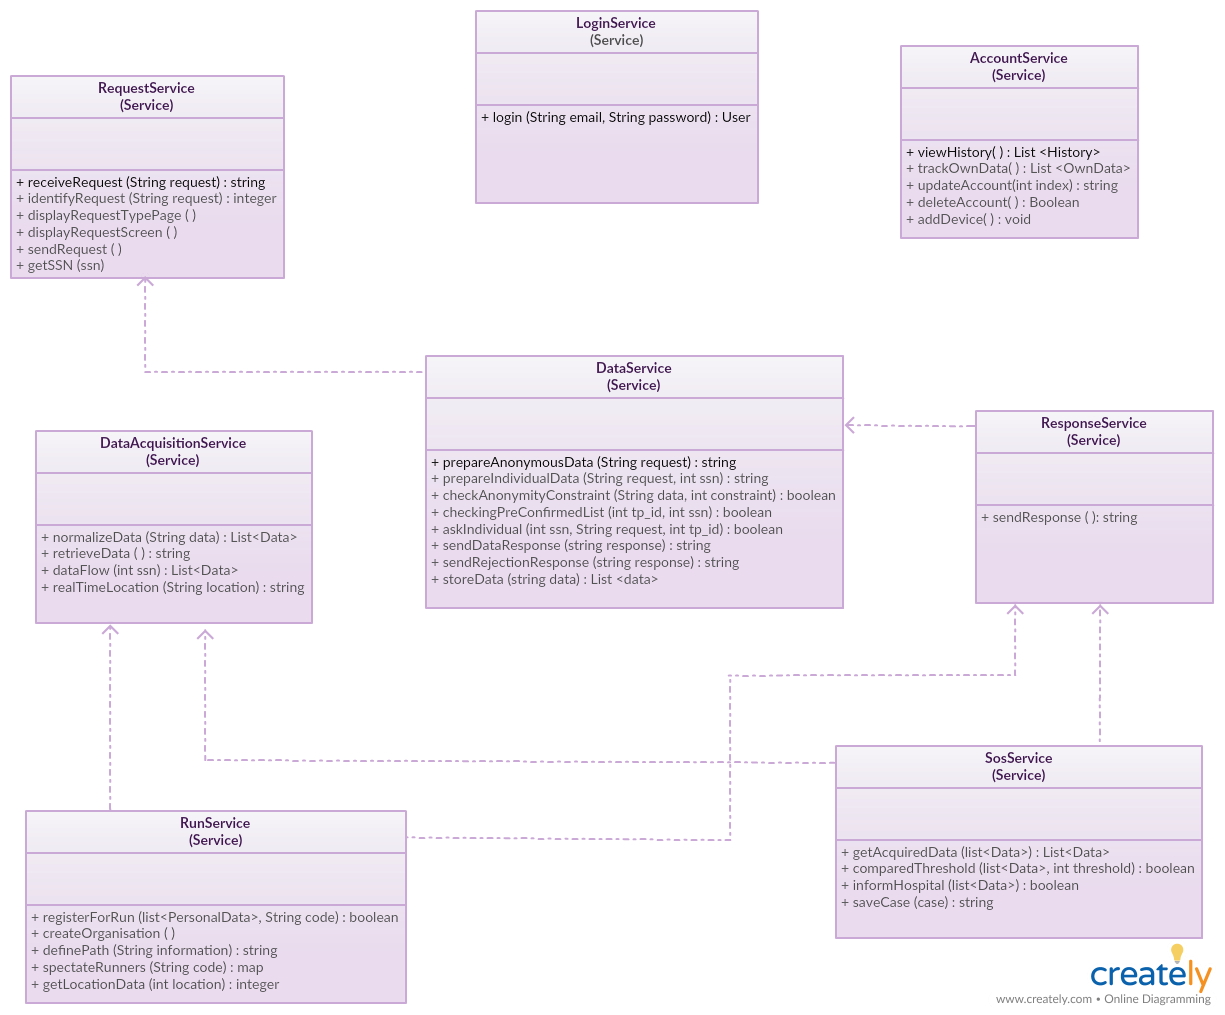 LoginService
(Service)
+ login (String email, String password) : User
AccountService
(Service)
+ viewHistory( ) : List <History>
+ trackOwnData( ) : List <OwnData>
+ updateAccount(int index) : string
+ deleteAccount( ) : Boolean
+ addDevice( ) : void
RequestService
(Service)
+ receiveRequest (String request) : string
+ identifyRequest (String request) : integer
+ displayRequestTypePage ( )
+ displayRequestScreen ( )
+ sendRequest ( )
+ getSSN (ssn)
DataService
(Service)
+ prepareAnonymousData (String request) : string
+ prepareIndividualData (String request, int ssn) : string
+ checkAnonymityConstraint (String data, int constraint) : boolean
+ checkingPreConfirmedList (int tp_id, int ssn) : boolean
+ askIndividual (int ssn, String request, int tp_id) : boolean
+ sendDataResponse (string response) : string
+ sendRejectionResponse (string response) : string
+ storeData (string data) : List <data>
ResponseService
(Service)
+ sendResponse ( ): string
DataAcquisitionService
(Service)
+ normalizeData (String data) : List<Data>
+ retrieveData ( ) : string
+ dataFlow (int ssn) : List<Data>
+ realTimeLocation (String location) : string
SosService
(Service)
+ getAcquiredData (list<Data>) : List<Data>
+ comparedThreshold (list<Data>, int threshold) : boolean
+ informHospital (list<Data>) : boolean
+ saveCase (case) : string
RunService
(Service)
+ registerForRun (list<PersonalData>, String code) : boolean
+ createOrganisation ( )
+ definePath (String information) : string
+ spectateRunners (String code) : map
+ getLocationData (int location) : integer
creately
www.creately.com • Online Diagramming